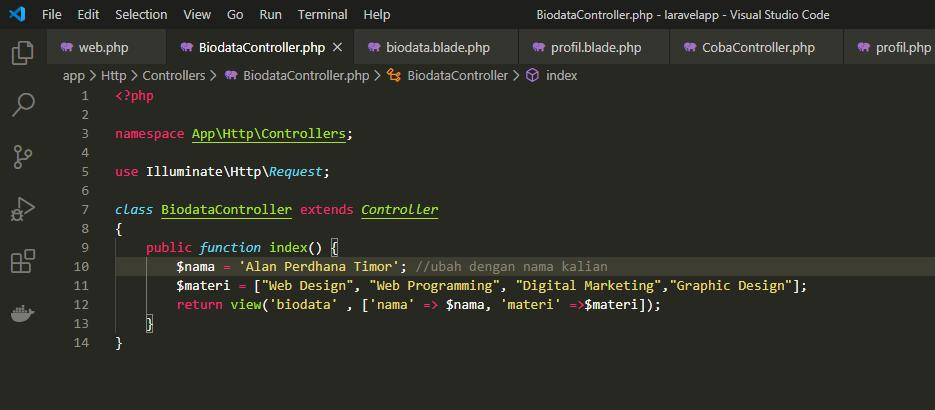 File Edit Selection View Go Run Terminal Help BiodataController.php - laravelapp - Visual Studio Code
web.php BiodataController.php × biodata.blade.php profil.blade.php CobaController.php profil.php
app > Http > Controllers > BiodataController.php > BiodataController > index
1 <?php
2
3 namespace App\Http\Controllers;
4
5 use Illuminate\Http\Request;
6
7 class BiodataController extends Controller
8 {
9 public function index() {
10 $nama = 'Alan Perdhana Timor'; //ubah dengan nama kalian
11 $materi = ["Web Design", "Web Programming", "Digital Marketing","Graphic Design"];
12 return view('biodata' , ['nama' => $nama, 'materi' =>$materi]);
13 }
14 }